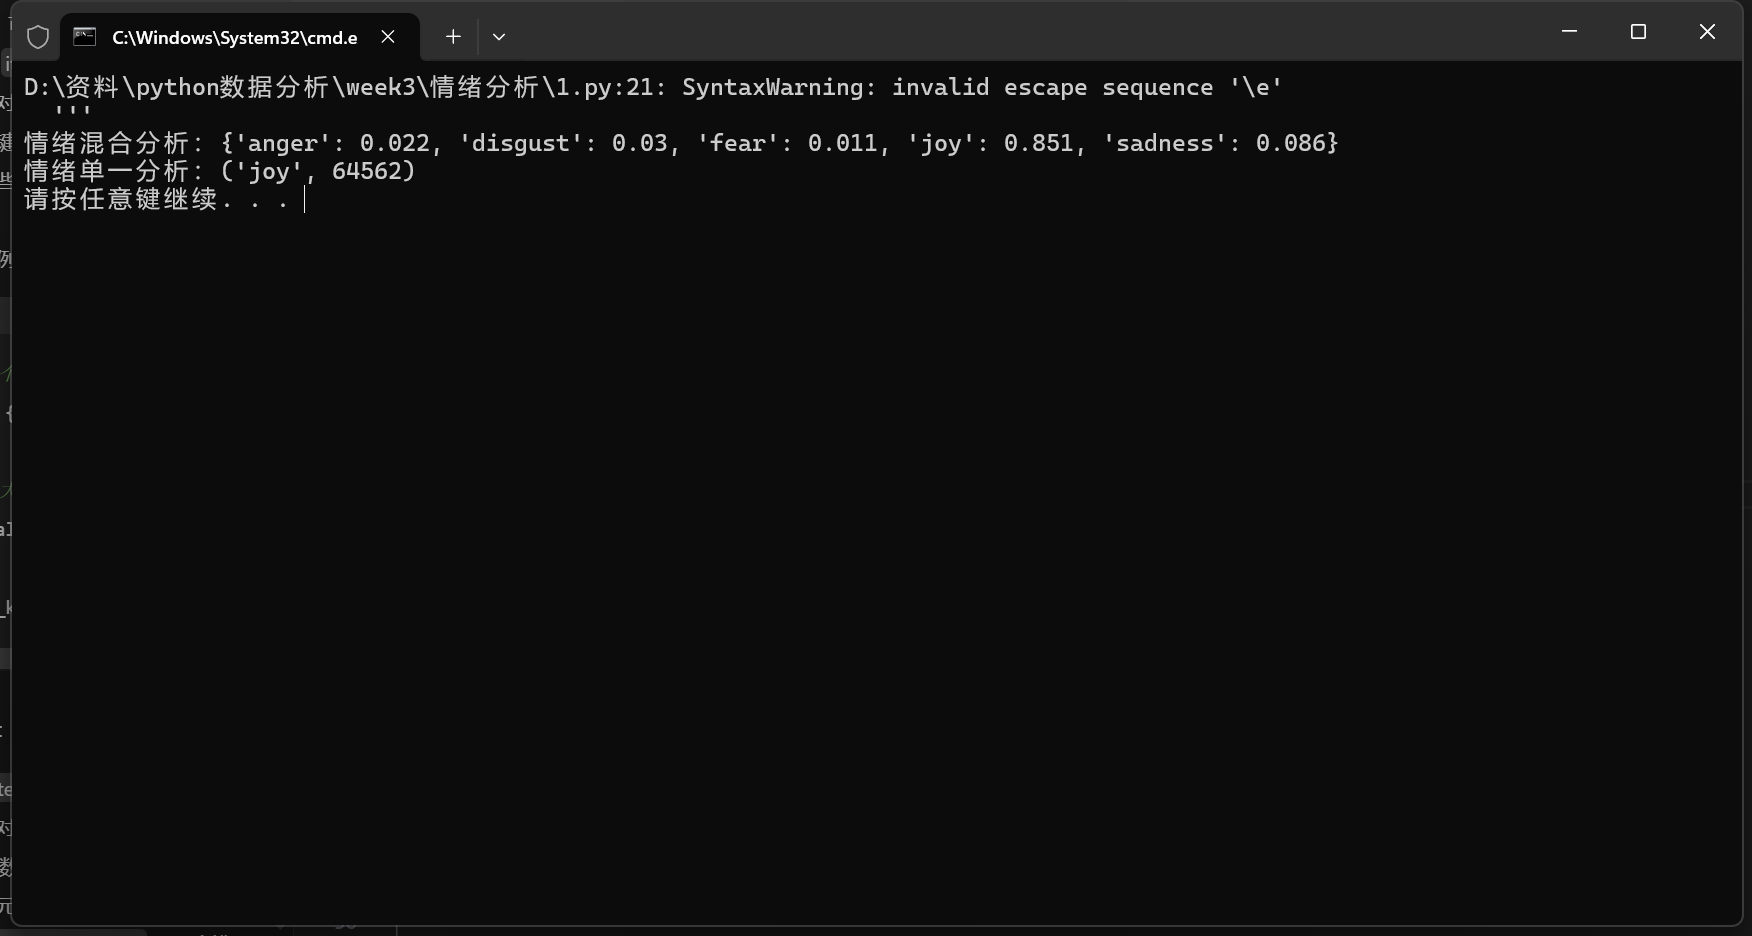 C:\Windows\System32\cmd.e
D:\资料\python数据分析\week3\情绪分析\1.py:21: SyntaxWarning: invalid escape sequence '\e'
'''
情绪混合分析: {'anger': 0.022, 'disgust': 0.03, 'fear': 0.011, 'joy': 0.851, 'sadness': 0.086}
情绪单一分析: ('joy', 64562)
请按任意键继续. . .